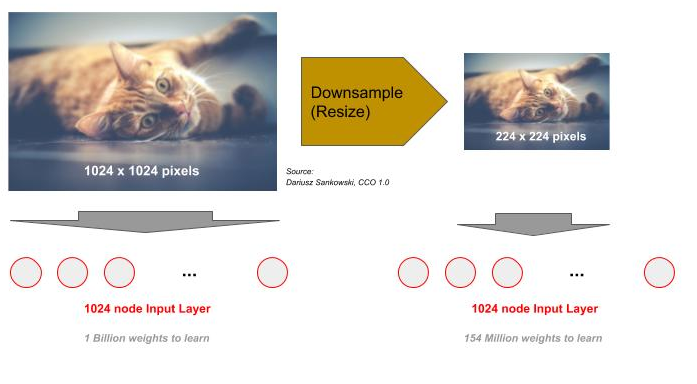 Downsample
(Resize)
1024 x 1024 pixels
224 x 224 pixels
Source:
Dariusz Sankowski, CCO 1.0
...
...
1024 node Input Layer
1024 node Input Layer
1 Billion weights to learn
154 Million weights to learn